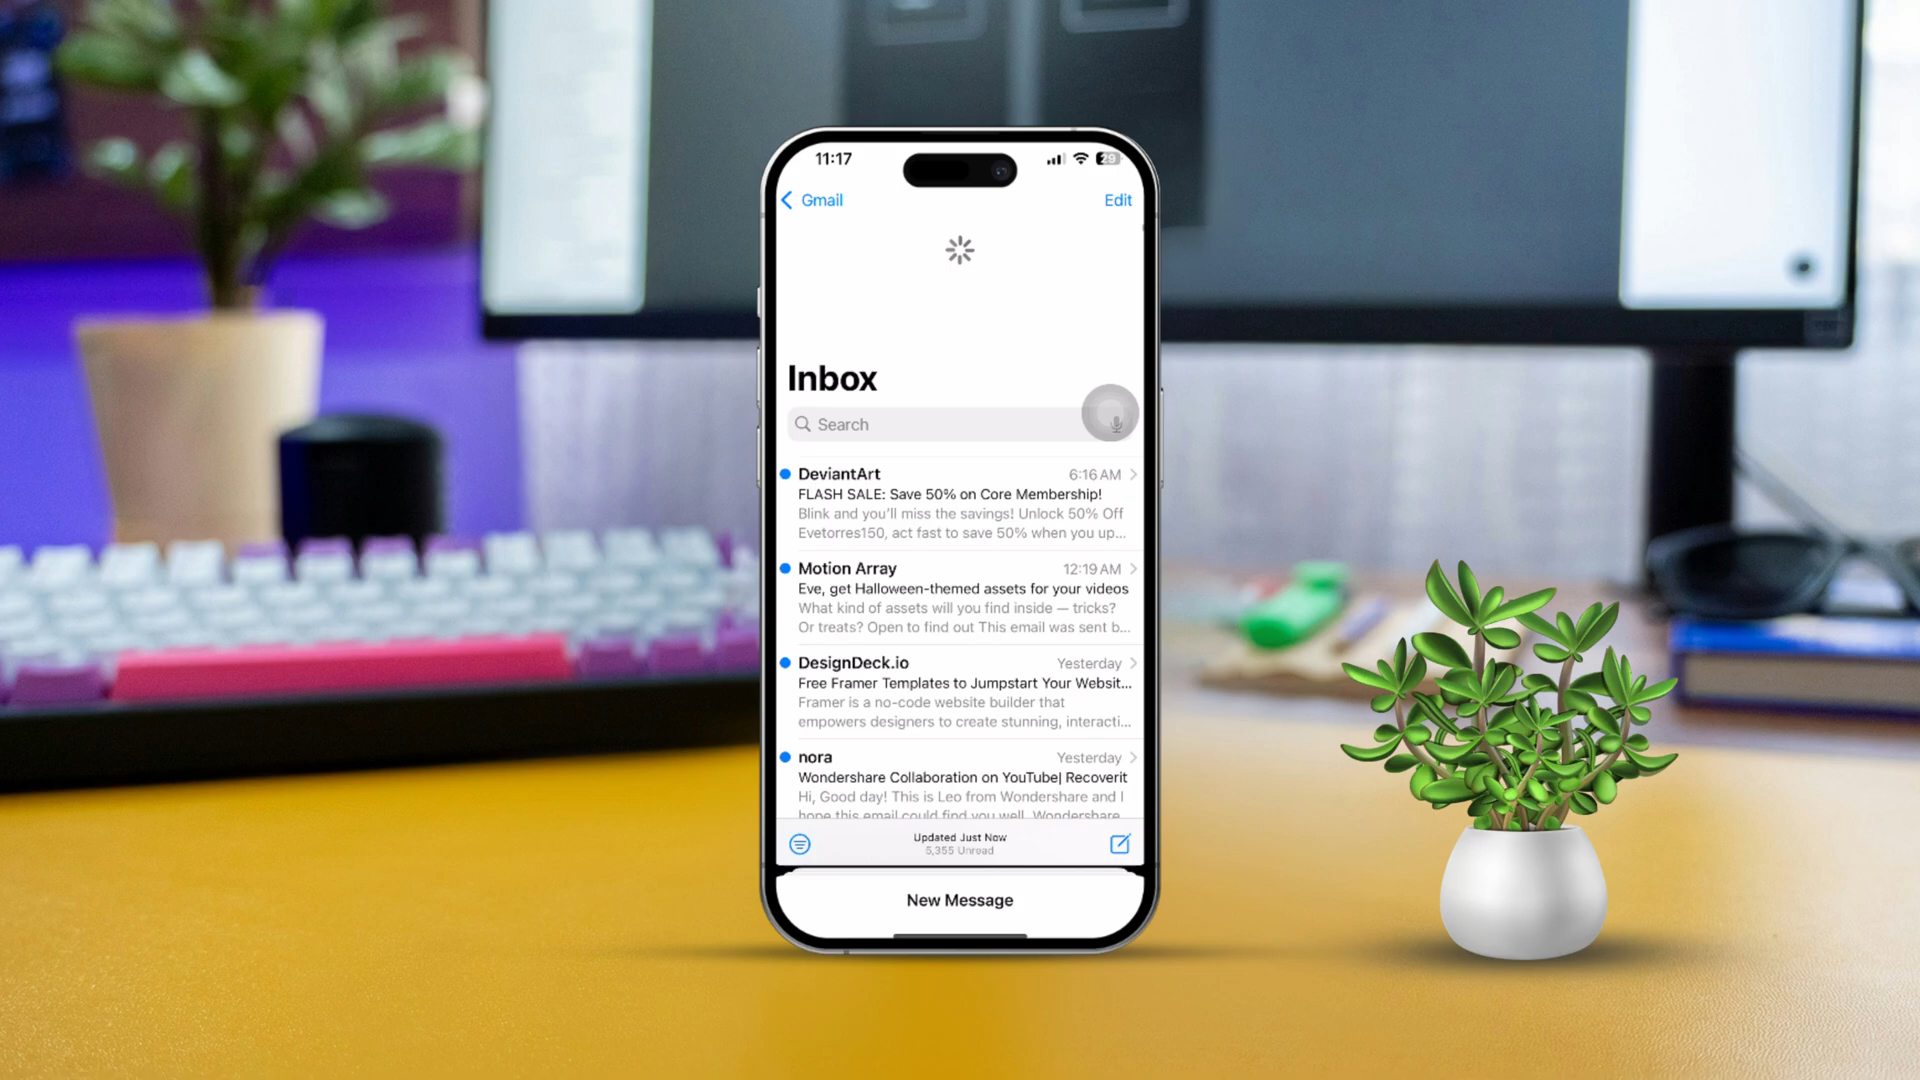 11:17
29
Gmail
Edit
Inbox
Search
DeviantArt
6:16 AM
FLASH SALE: Save 50% on Core Membership!
Blink and you'll miss the savings! Unlock 50% Off
Evetorres150, act fast to save 50% when you up...
Motion Array
12:19 AM
Eve, get Halloween-themed assets for your videos
What kind of assets will you find inside — tricks?
Or treats? Open to find out This email was sent b...
DesignDeck.io
Yesterday
Free Framer Templates to Jumpstart Your Websit...
Framer is a no-code website builder that
empowers designers to create stunning, interacti...
nora
Yesterday
Wondershare Collaboration on YouTube| Recoverit
Hi, Good day! This is Leo from Wondershare and I
hope this email could find you well. Wondershare
Updated Just Now
5,355 Unread
New Message